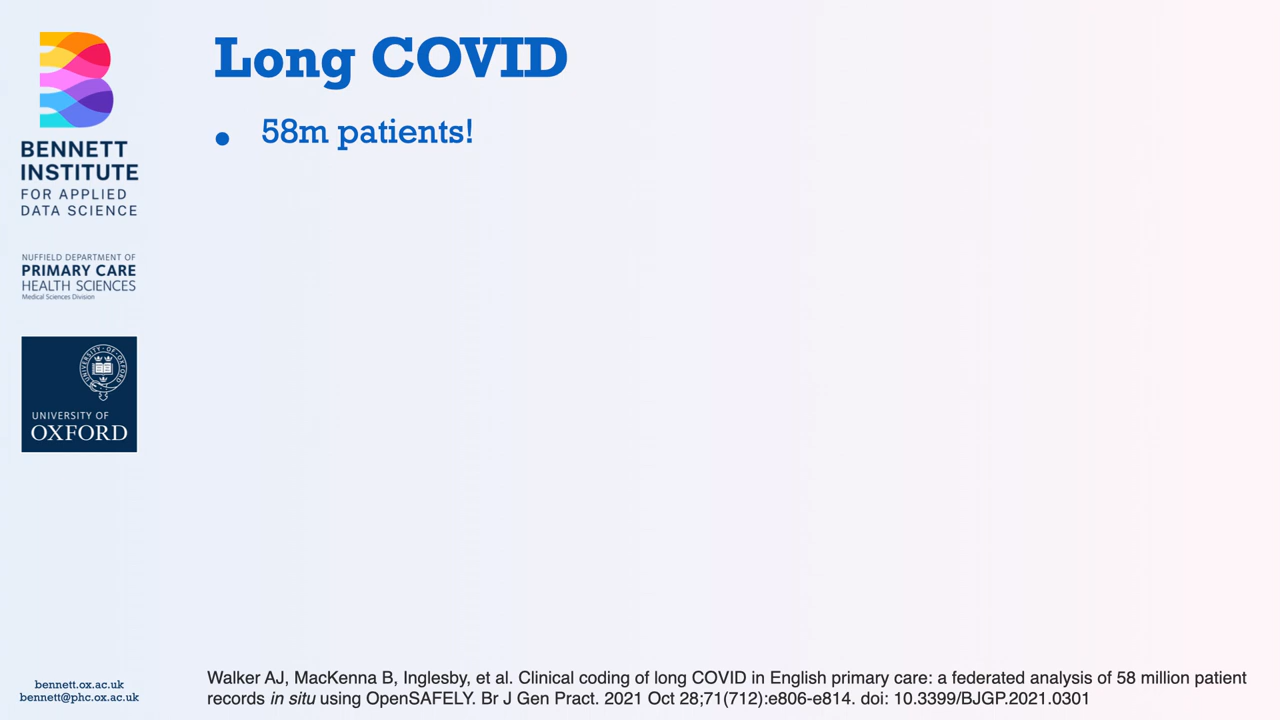 Long COVID
• 58m patients!
BENNETT
INSTITUTE
FOR APPLIED
DATA SCIENCE
NUFFIELD DEPARTMENT OF
PRIMARY CARE
HEALTH SCIENCES
Medical Sciences Division
UNIVERSITY OF
OXFORD
bennett.ox.ac.uk
bennett@phc.ox.ac.uk
Walker AJ, MacKenna B, Inglesby, et al. Clinical coding of long COVID in English primary care: a federated analysis of 58 million patient
records in situ using OpenSAFELY. Br J Gen Pract. 2021 Oct 28;71(712):e806-e814. doi: 10.3399/BJGP.2021.0301